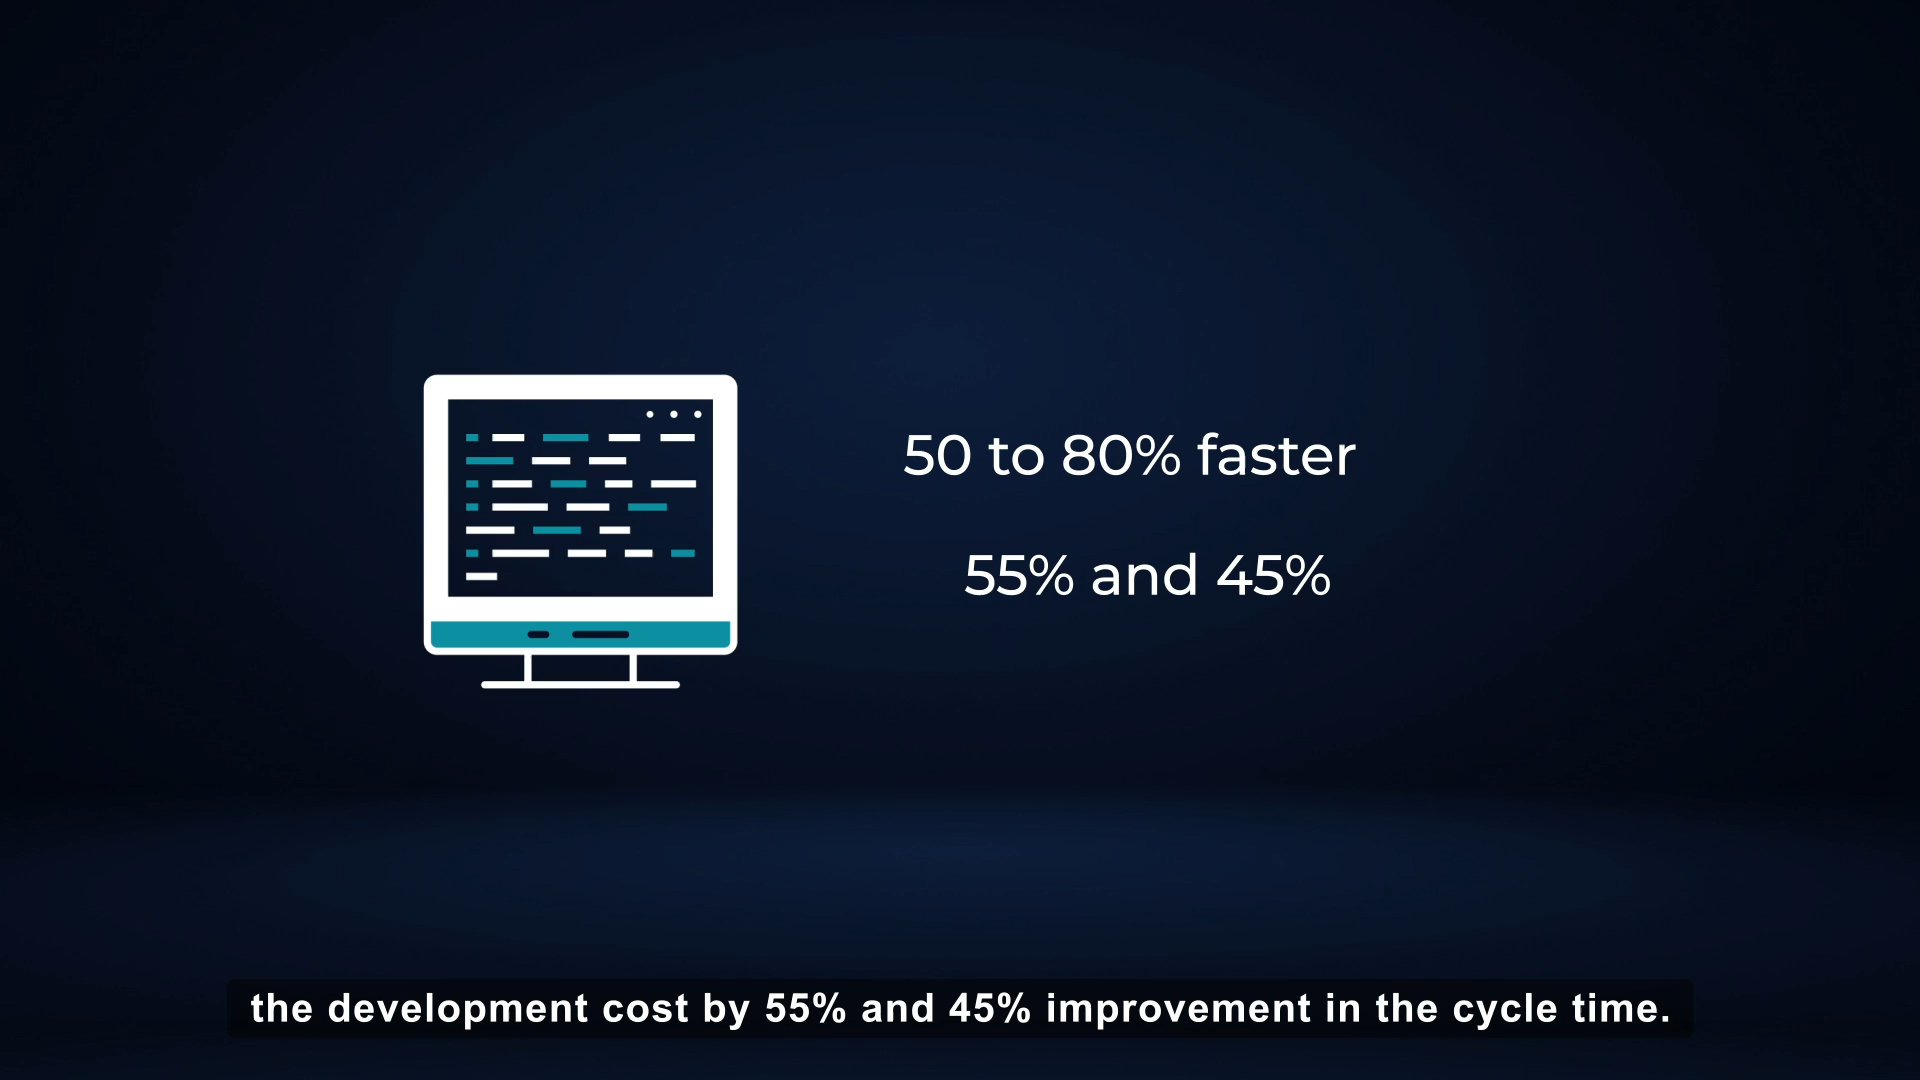 50 to 80% faster
55% and 45%
the development cost by 55% and 45% improvement in the cycle time.